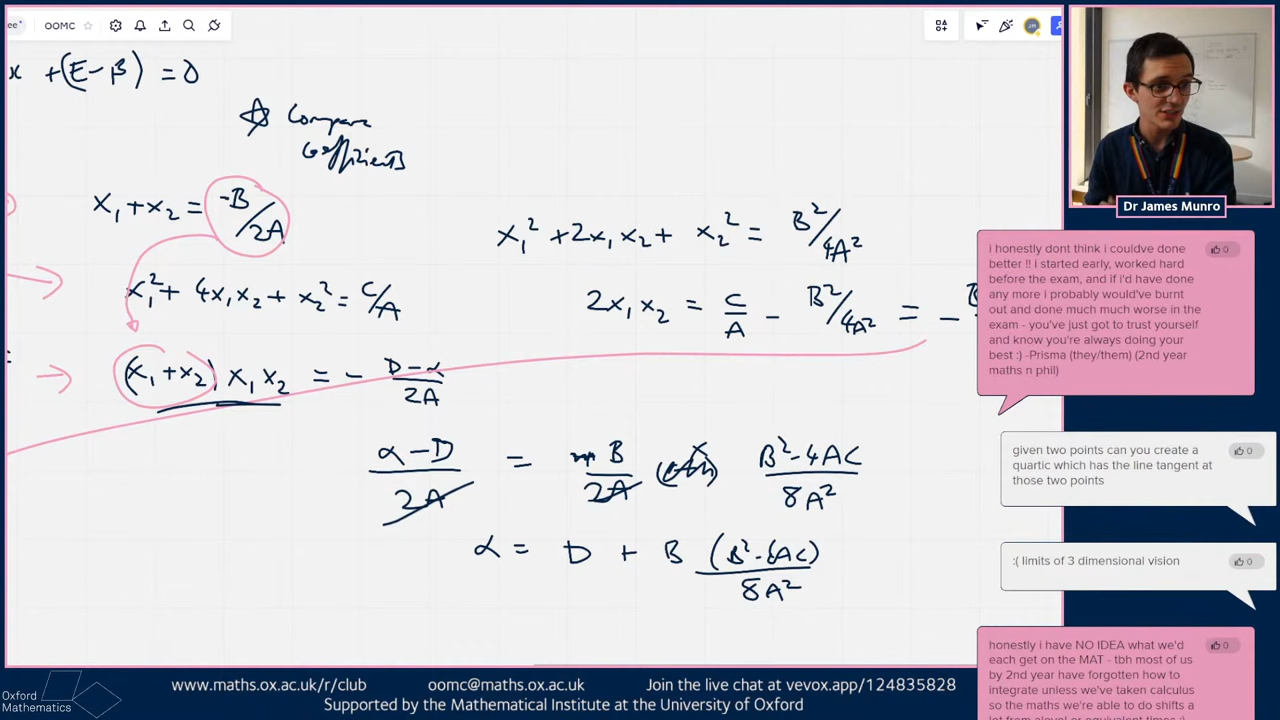 ee
OOMC
x + (E-β) = 0
☆ Compare
Coefficients
x₁+x₂ = -B/2A
x₁² + 4x₁x₂ + x₂² = C/A
(x₁+x₂) x₁x₂ = - D-α/2A
x₁² + 2x₁x₂ + x₂² = B²/4A²
2x₁x₂ = C/A - B²/4A² = -
α-D/2A = B/2A B²-4AC/8A²
α = D + B (B²-4AC)/8A²
JM
Dr James Munro
i honestly dont think i couldve done
better !! i started early, worked hard
before the exam, and if i'd have done
any more i probably would've burnt
out and done much much worse in the
exam - you've just got to trust yourself
and know you're always doing your
best :) -Prisma (they/them) (2nd year
maths n phil)
0
given two points can you create a
quartic which has the line tangent at
those two points
0
:( limits of 3 dimensional vision
0
honestly i have NO IDEA what we'd
each get on the MAT - tbh most of us
by 2nd year have forgotten how to
integrate unless we've taken calculus
so the maths we're able to do shifts a
0
Oxford
Mathematics
www.maths.ox.ac.uk/r/club oomc@maths.ox.ac.uk Join the live chat at vevox.app/124835828
Supported by the Mathematical Institute at the University of Oxford